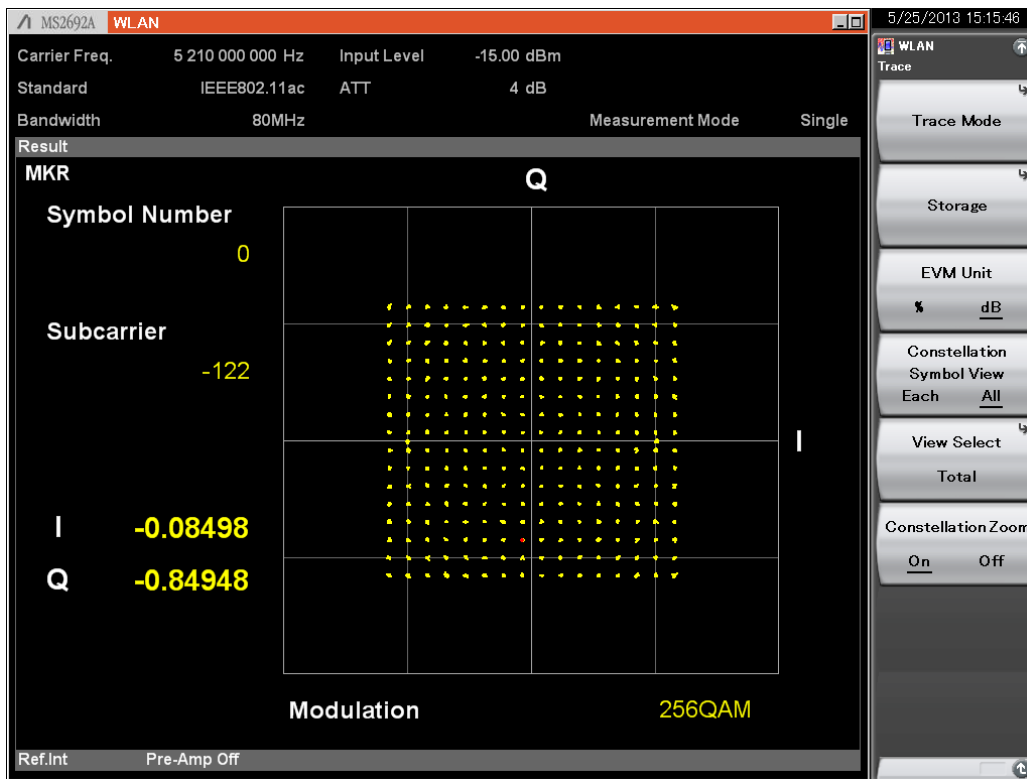 MS2692A WLAN
5/25/2013 15:15:46
Carrier Freq. 5 210 000 000 Hz Input Level -15.00 dBm
Standard IEEE802.11ac ATT 4 dB
Bandwidth 80MHz Measurement Mode Single
Result
MKR
Q
Symbol Number
0
Subcarrier
-122
I
I -0.08498
Q -0.84948
Modulation 256QAM
Ref.Int Pre-Amp Off
WLAN
Trace
Trace Mode
Storage
EVM Unit
% dB
Constellation
Symbol View
Each All
View Select
Total
Constellation Zoom
On Off